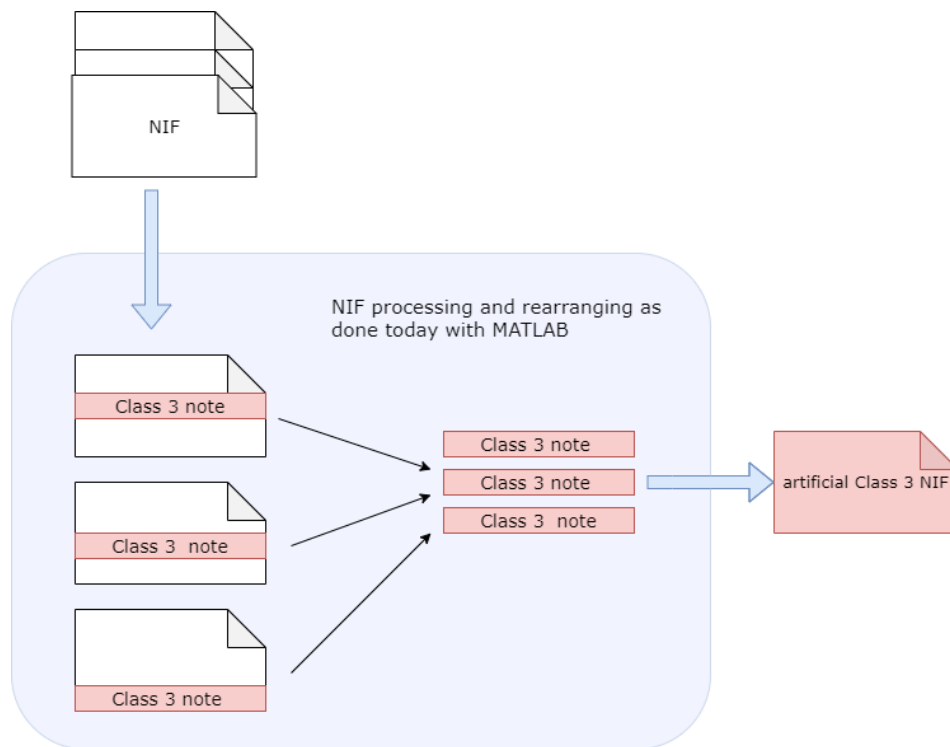 NIF
NIF processing and rearranging as
done today with MATLAB
Class 3 note
Class 3 note
Class 3 note
Class 3 note
Class 3 note
Class 3 note
artificial Class 3 NIF